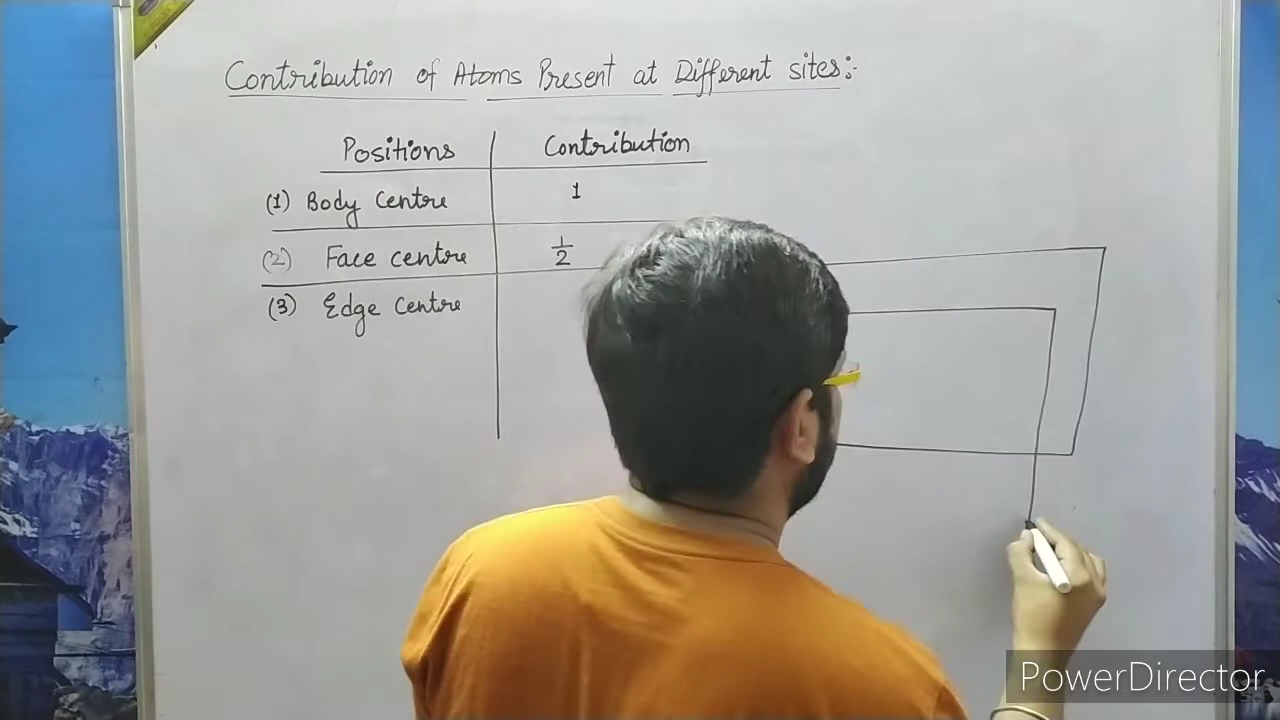 Contribution of Atoms Present at Different sites:-
Positions Contribution
(1) Body Centre 1
(2) Face centre 1/2
(3) Edge Centre
PowerDirector